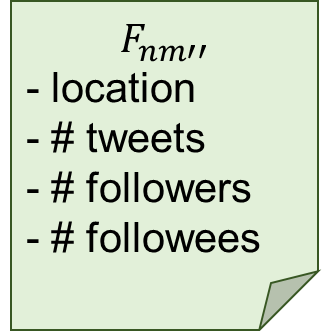 F_{nm''}
- location
- # tweets
- # followers
- # followees